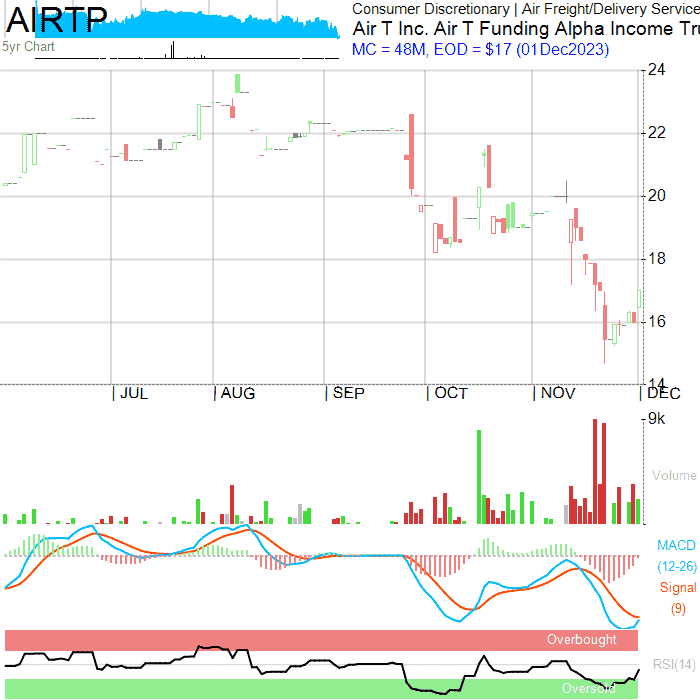 AIRTP
5yr Chart
Consumer Discretionary | Air Freight/Delivery Service
Air T Inc. Air T Funding Alpha Income Tru
MC = 48M, EOD = $17 (01Dec2023)
24
22
20
18
16
14
| JUL | AUG | SEP | OCT | NOV | DEC
9k
Volume
MACD
(12-26)
Signal
(9)
Overbought
RSI(14)
Oversold